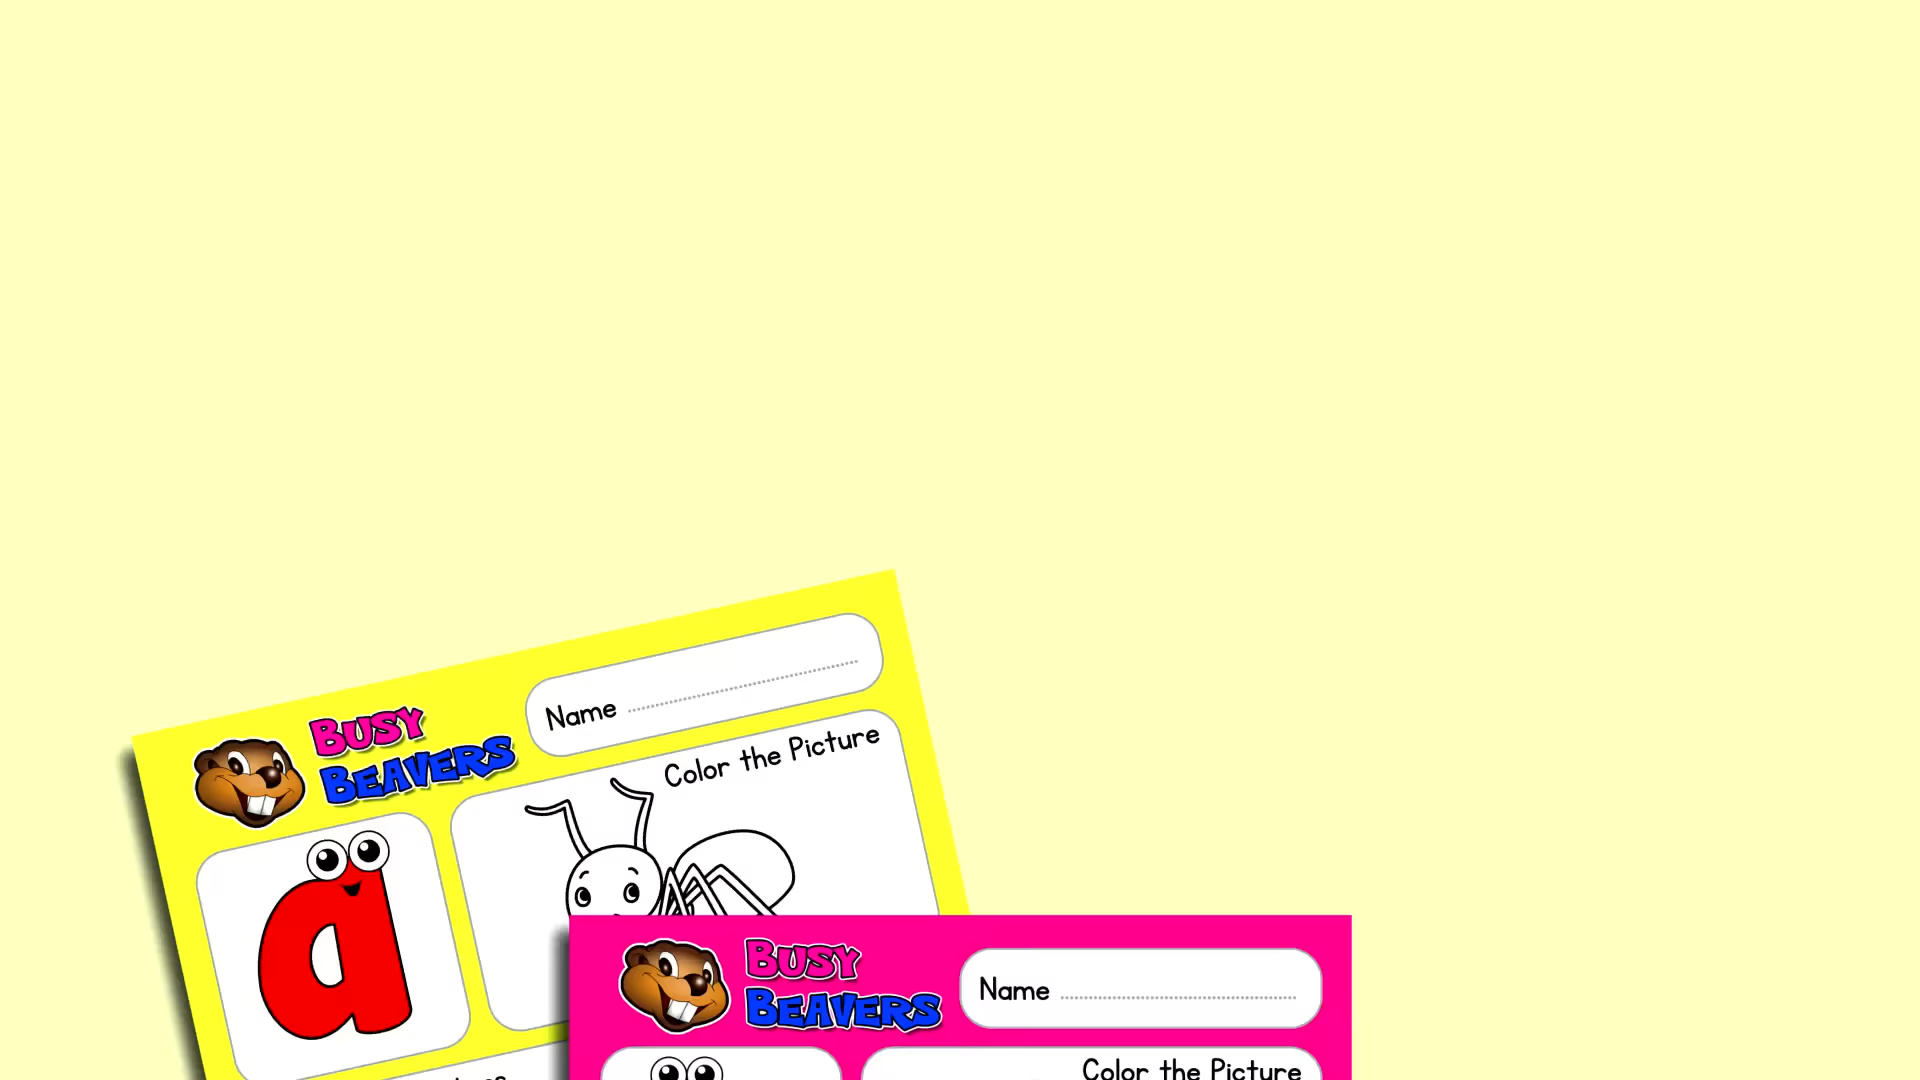 Name
BUSY
BEAVERS
Color the Picture
a
BUSY
BEAVERS
Name
Color the Picture